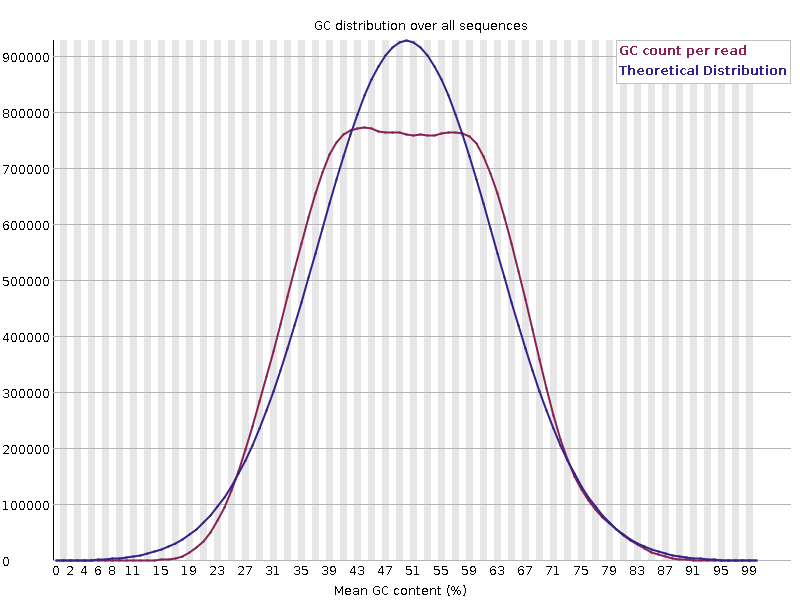 GC distribution over all sequences
GC count per read
Theoretical Distribution
900000
800000
700000
600000
500000
400000
300000
200000
100000
0
0 2 4 6 8 11 15 19 23 27 31 35 39 43 47 51 55 59 63 67 71 75 79 83 87 91 95 99
Mean GC content (%)